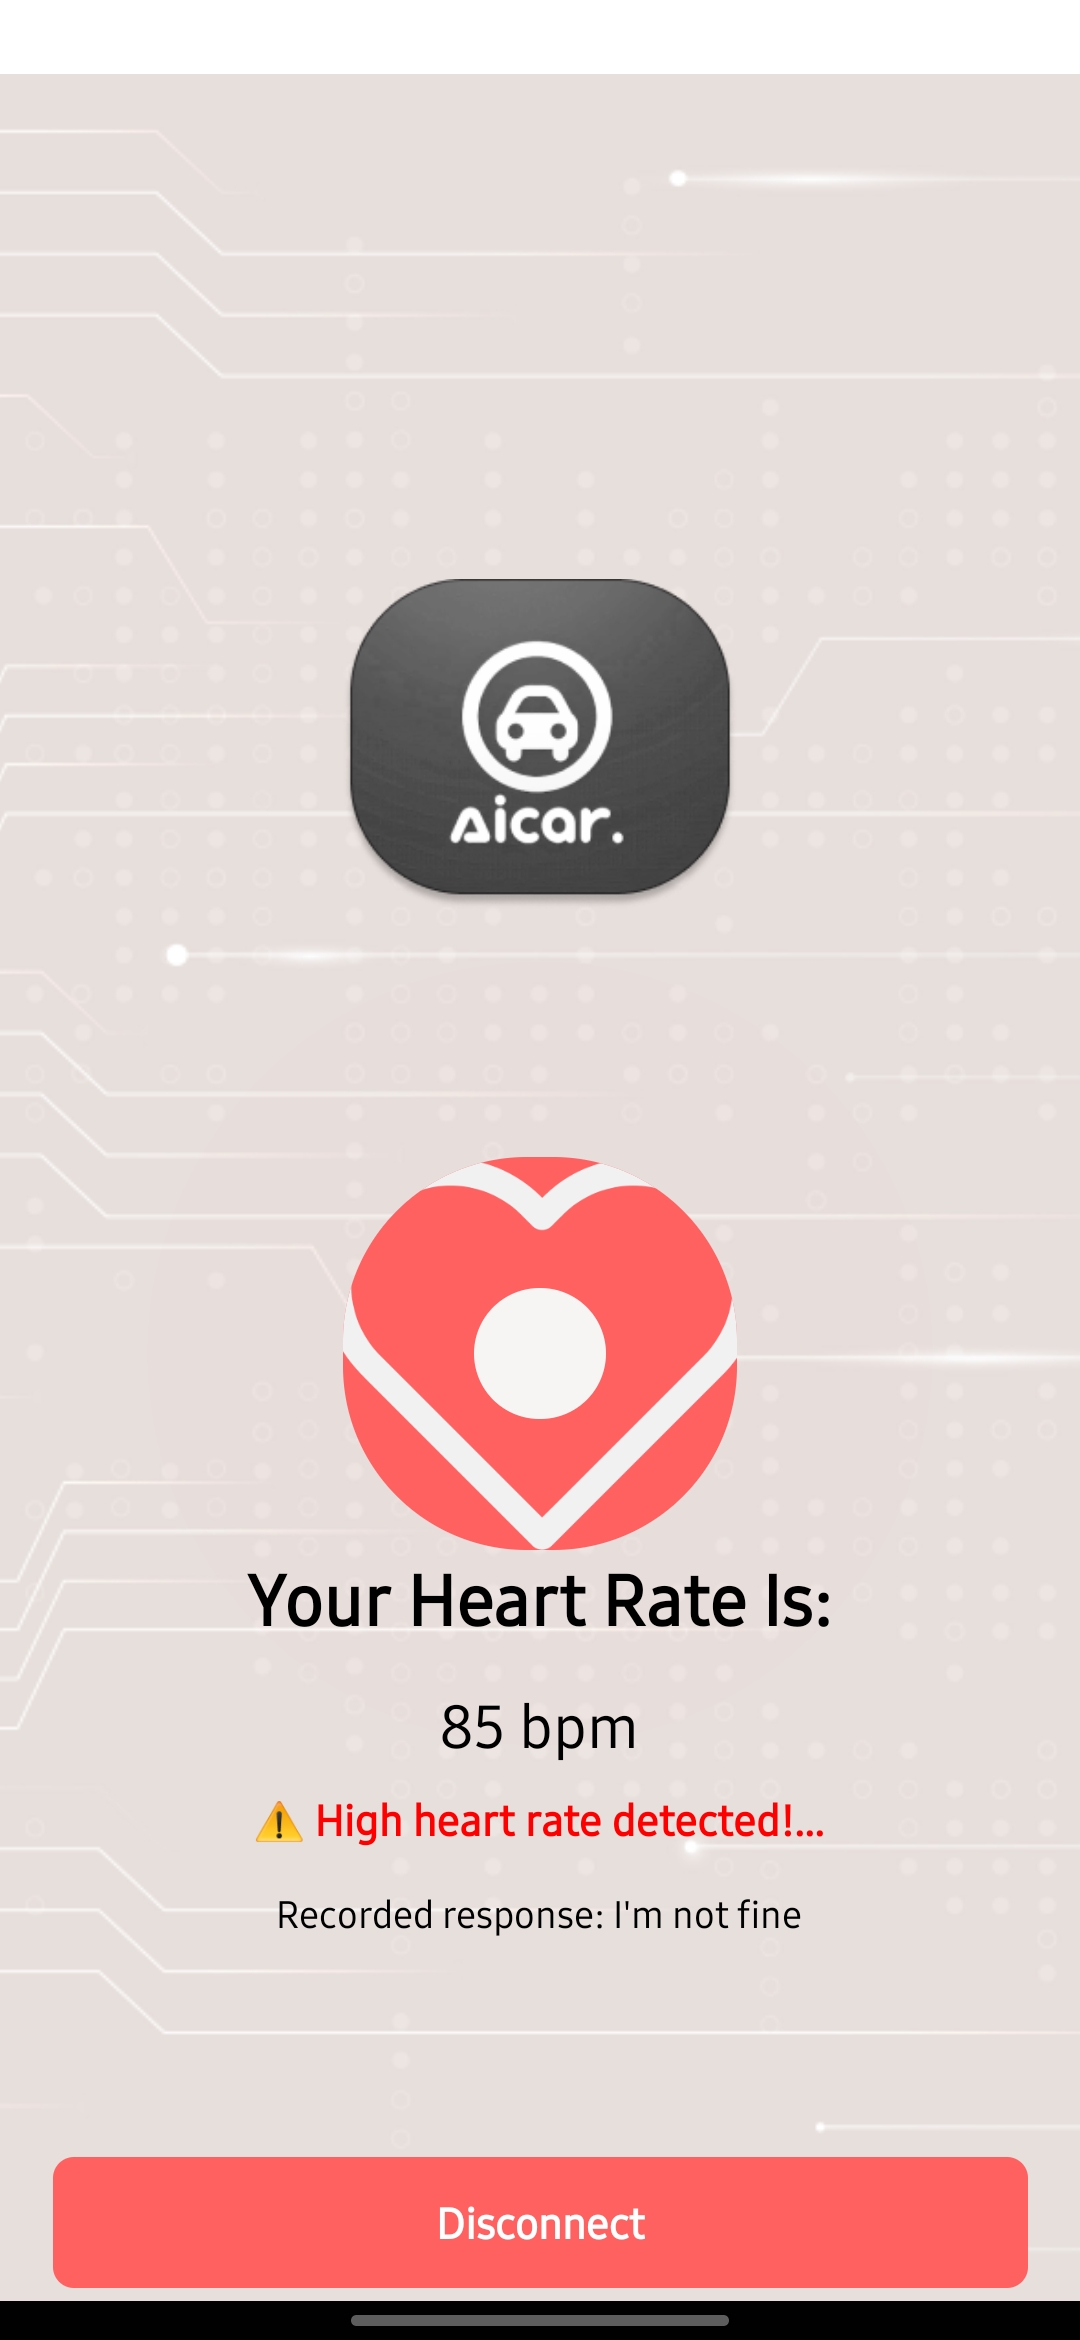 Aicar.
Your Heart Rate Is:
85 bpm
⚠️ High heart rate detected!...
Recorded response: I'm not fine
Disconnect